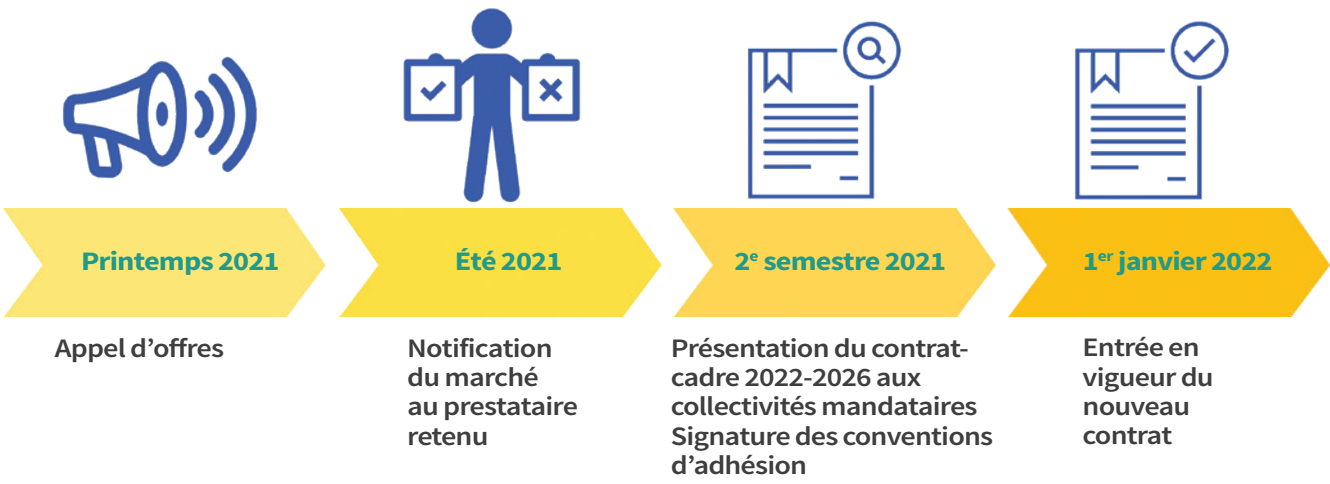 Printemps 2021
Été 2021
2e semestre 2021
1er janvier 2022
Appel d’offres
Notification
du marché
au prestataire
retenu
Présentation du contrat-
cadre 2022-2026 aux
collectivités mandataires
Signature des conventions
d’adhésion
Entrée en
vigueur du
nouveau
contrat